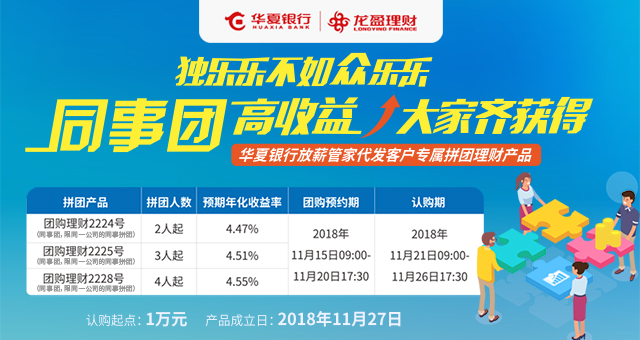 华夏银行 龙盈理财
HUAXIA BANK LONGYING FINANCE
独乐乐不如众乐乐
同事团高收益 大家齐获得
华夏银行放薪管家代发客户专属拼团理财产品
拼团产品 拼团人数 预期年化收益率 团购预约期 认购期
团购理财2224号 2人起 4.47% 2018年 11月15日09:00- 11月20日17:30 2018年 11月21日09:00- 11月26日17:30
(同事团,限同一公司的同事拼团)
团购理财2225号 3人起 4.51%
(同事团,限同一公司的同事拼团)
团购理财2228号 4人起 4.55%
(同事团,限同一公司的同事拼团)
认购起点:1万元 产品成立日:2018年11月27日